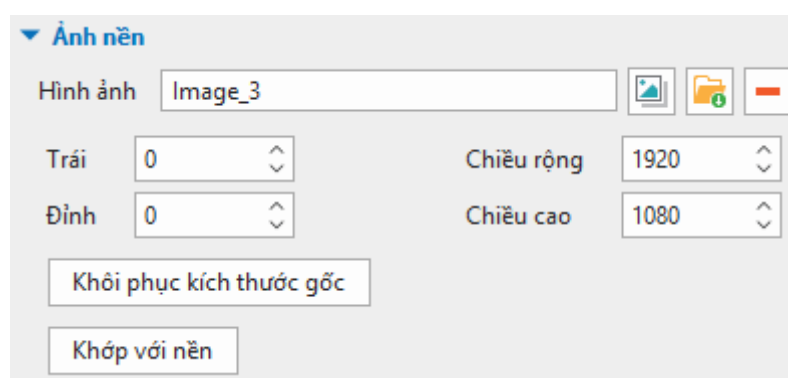 Ảnh nền
Hình ảnh Image_3
Trái 0 Chiều rộng 1920
Đỉnh 0 Chiều cao 1080
Khôi phục kích thước gốc
Khớp với nền